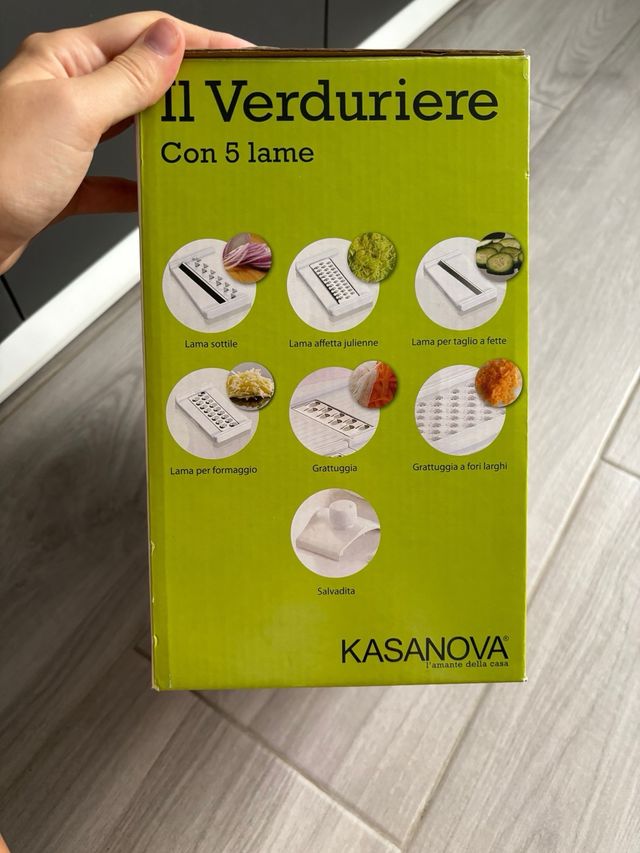 Il Verduriere
Con 5 lame
Lama sottile
Lama affetta julienne
Lama per taglio a fette
Lama per formaggio
Grattuggia
Grattuggia a fori larghi
Salvadita
KASANOVA®
l'amante della casa